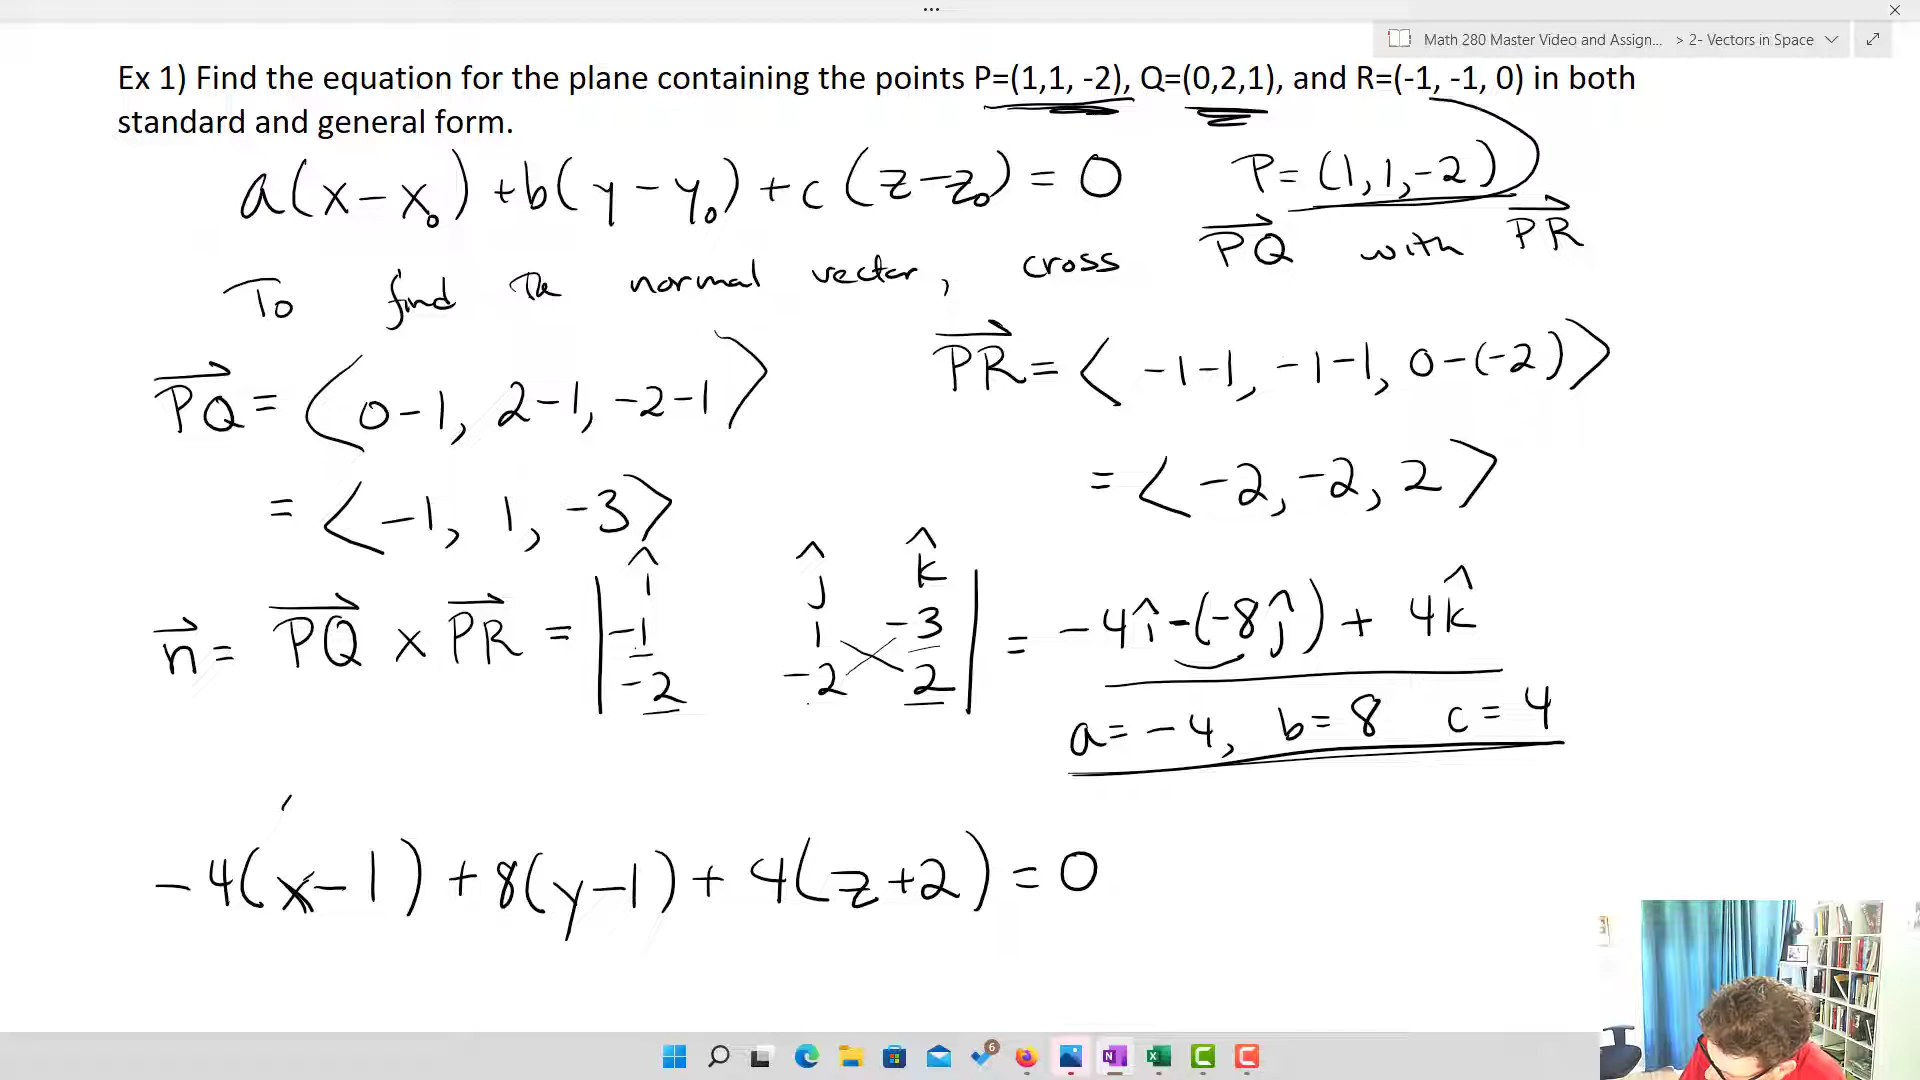 Math 280 Master Video and Assign... > 2- Vectors in Space
Ex 1) Find the equation for the plane containing the points P=(1,1, -2), Q=(0,2,1), and R=(-1, -1, 0) in both
standard and general form.
a(x-x₀) +b(y-y₀)+c(z-z₀) = 0
P= (1,1,-2)
To find the normal vector, cross PQ with PR
PQ = ⟨0-1, 2-1, -2-1⟩
PR = ⟨-1-1, -1-1, 0-(-2)⟩
= ⟨-1, 1, -3⟩
= ⟨-2, -2, 2⟩
î ĵ k̂
n = PQ × PR = | -1 1 -3 | = -4î-(-8ĵ) + 4k̂
-2 -2 2
a= -4, b= 8 c= 4
-4(x-1) +8(y-1)+ 4(z+2) =0
6